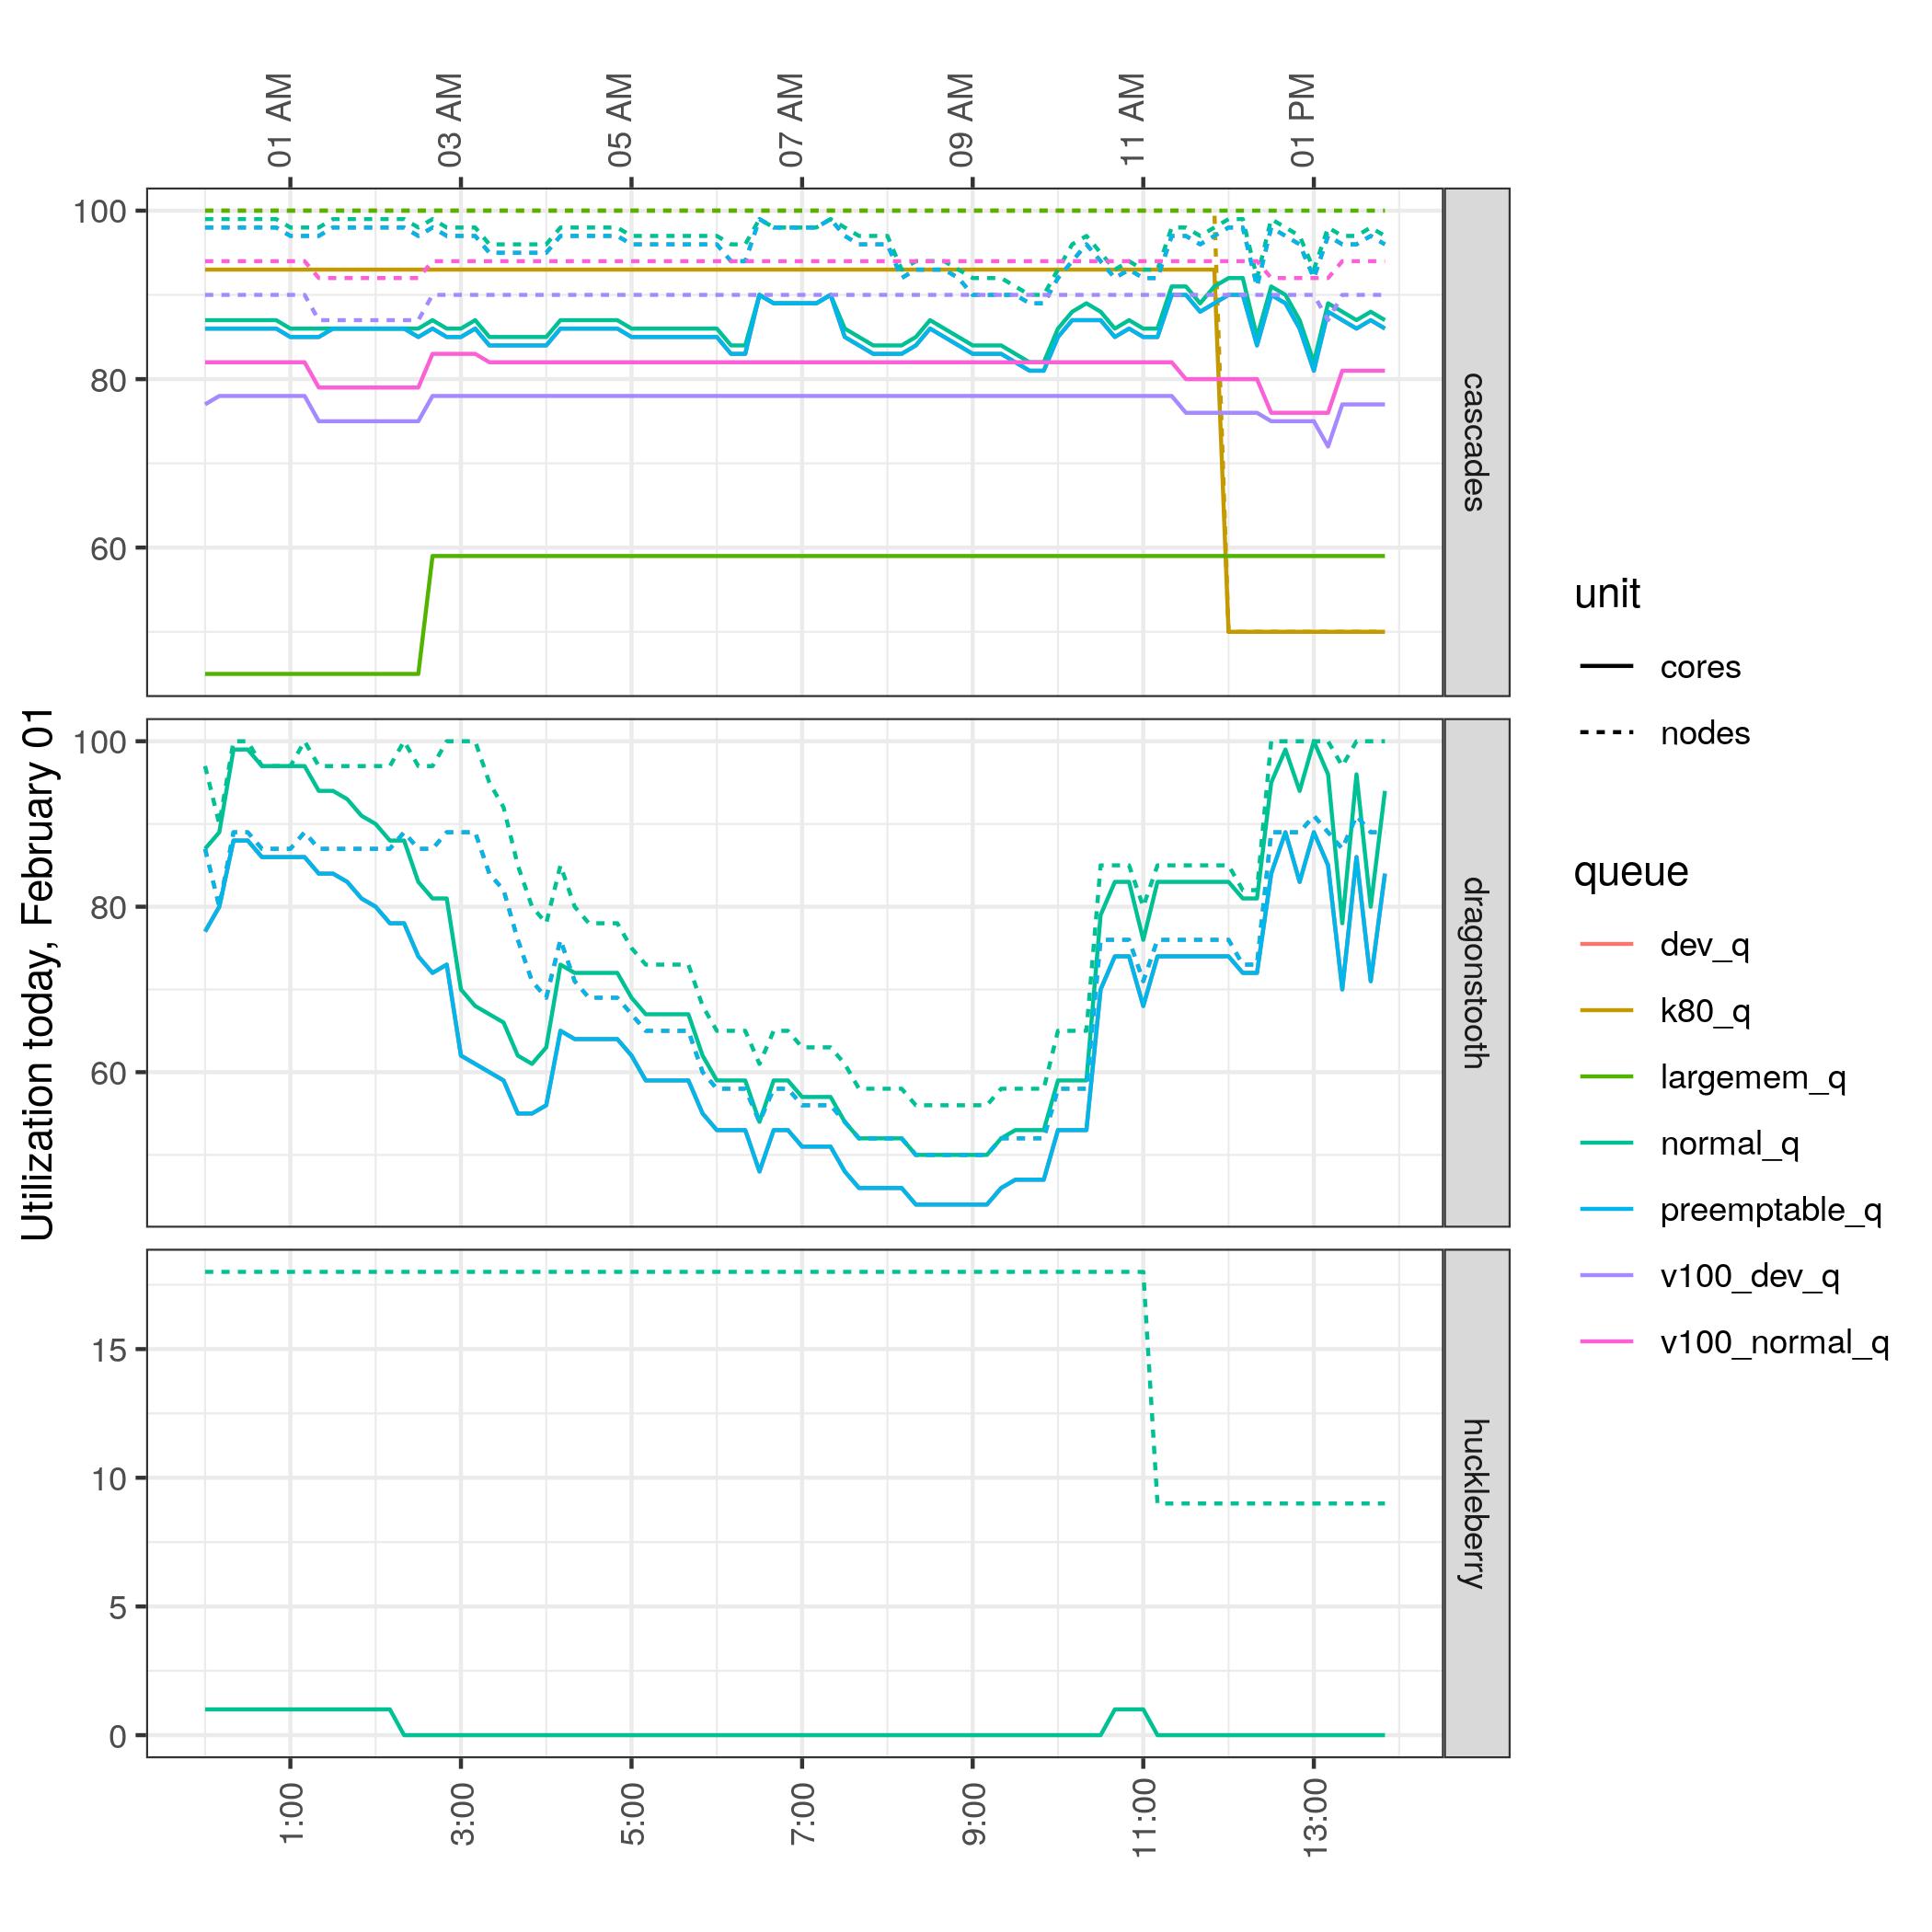 01 AM
03 AM
05 AM
07 AM
09 AM
11 AM
01 PM
Utilization today, February 01
100
80
60
cascades
100
80
60
dragonstooth
15
10
5
0
huckleberry
1:00
3:00
5:00
7:00
9:00
11:00
13:00
unit
cores
nodes
queue
dev_q
k80_q
largemem_q
normal_q
preemptable_q
v100_dev_q
v100_normal_q